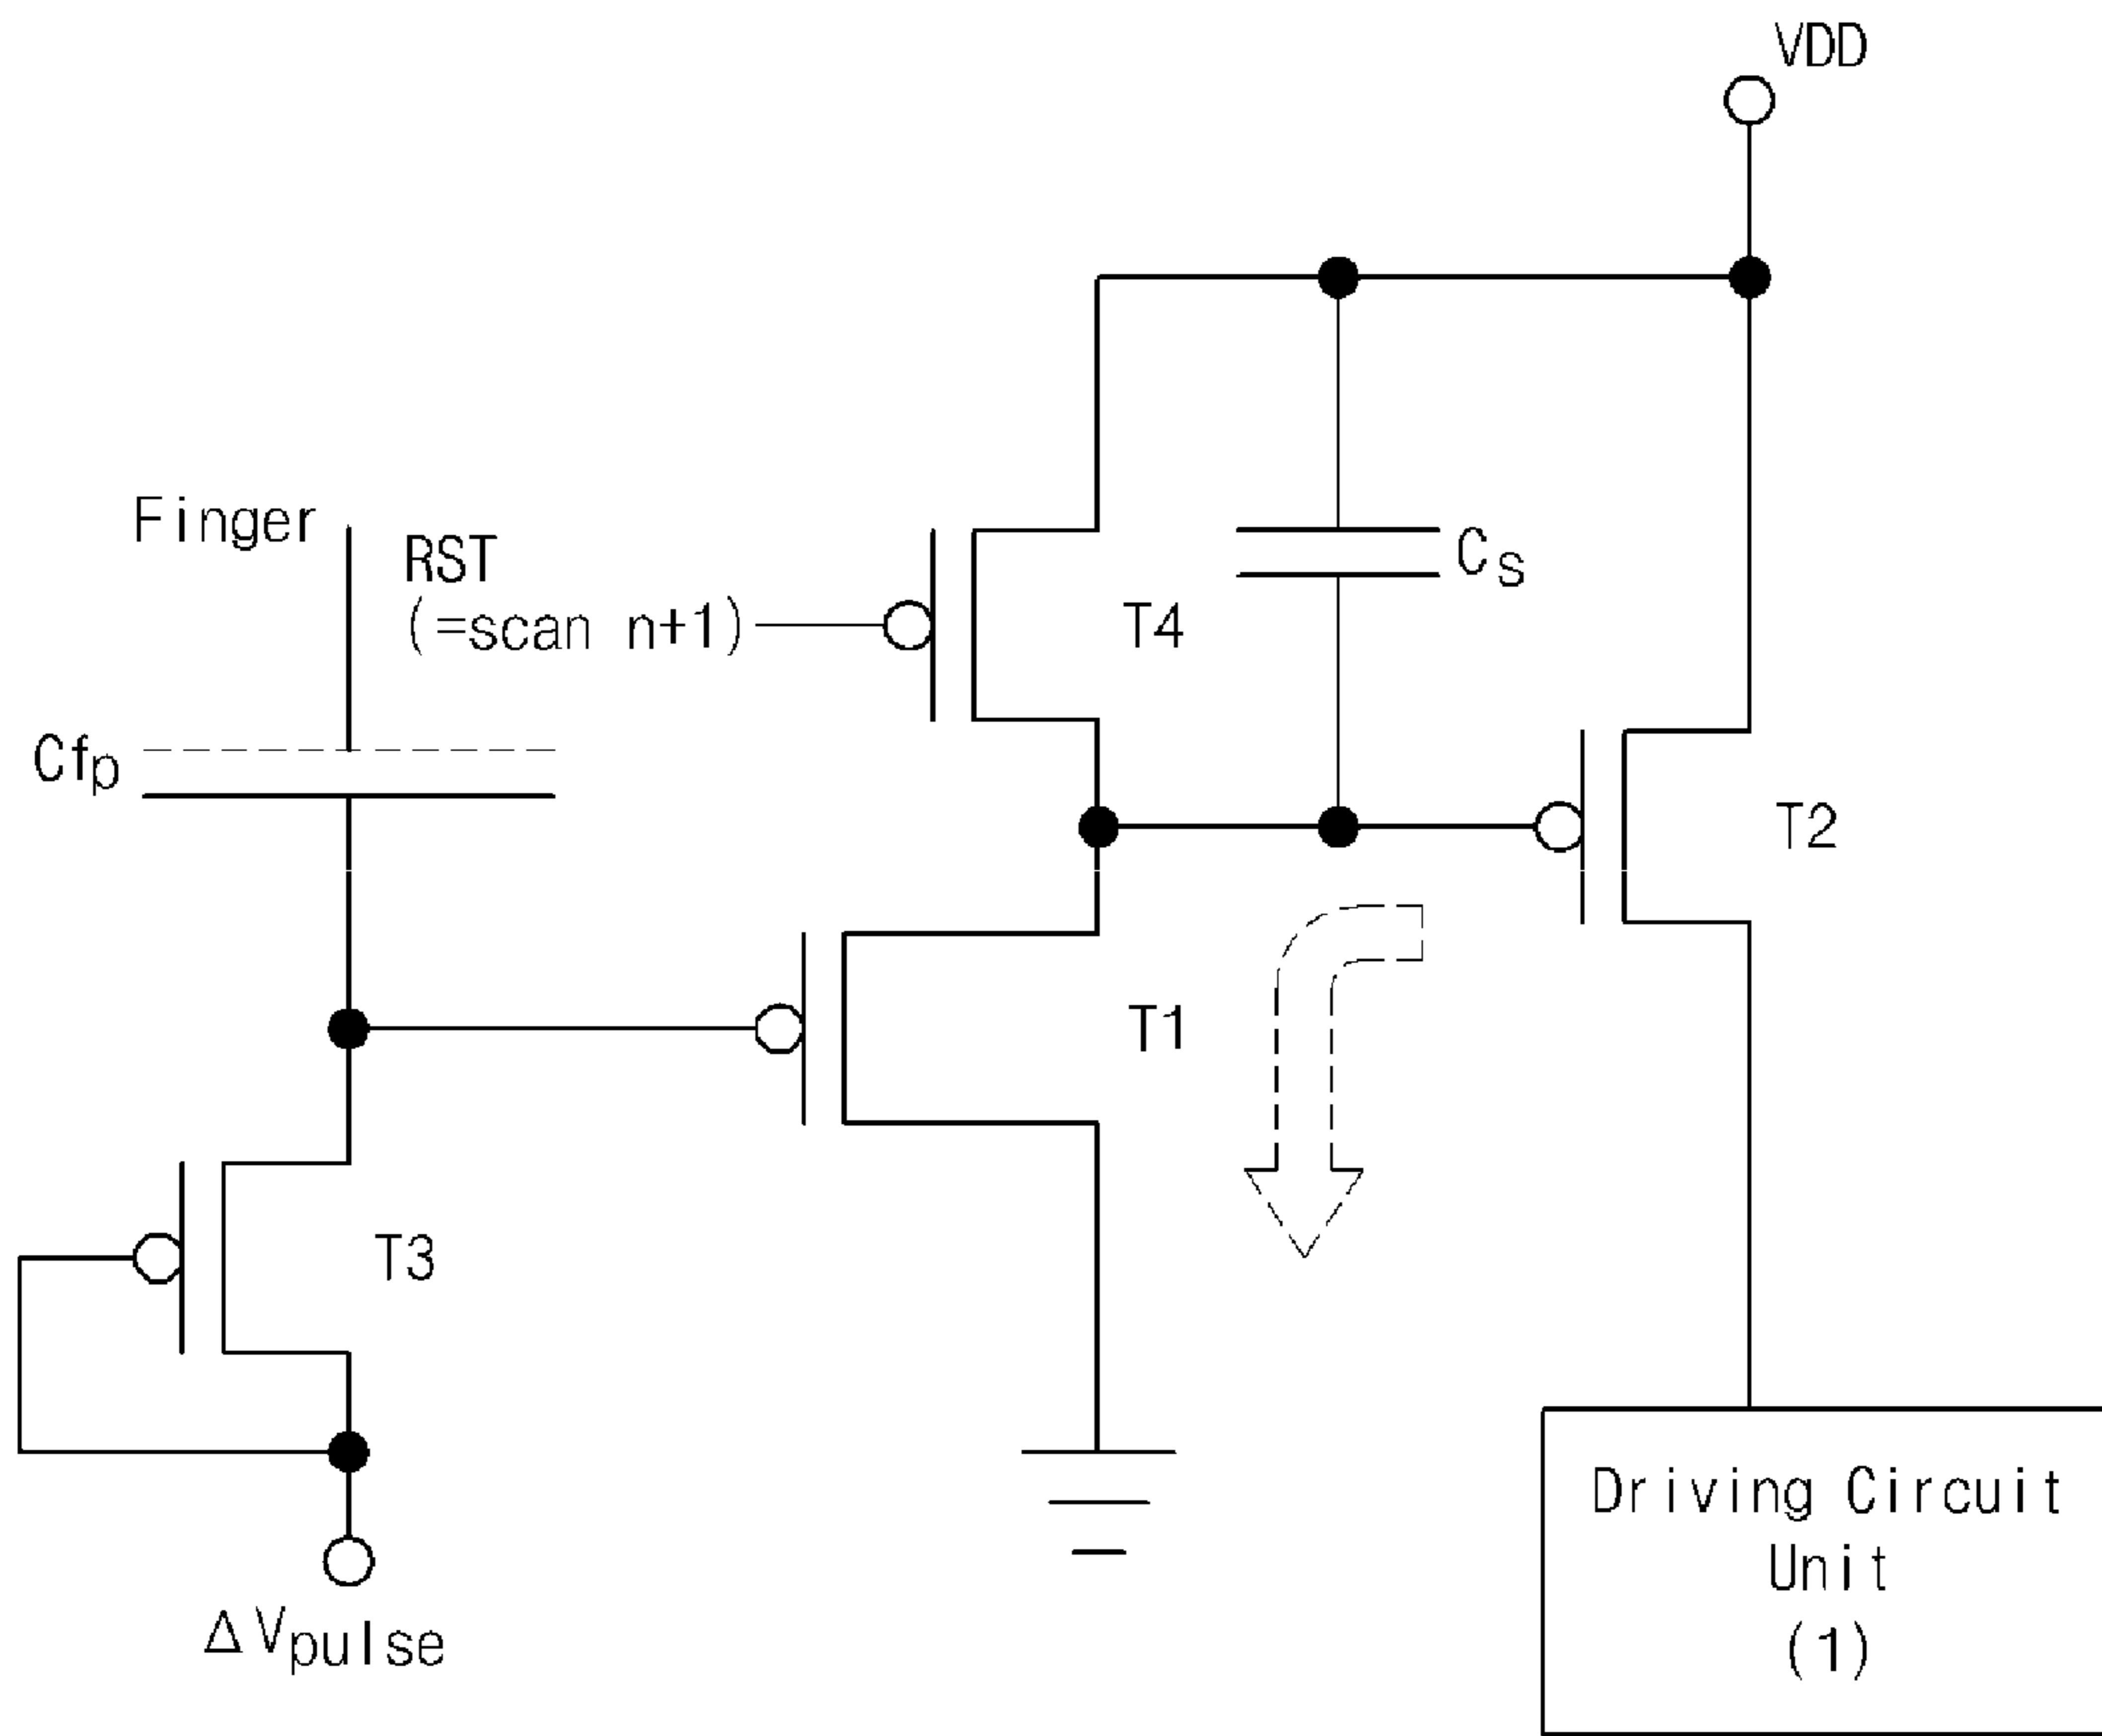 VDD
Finger
RST
(=scan n+1)
Cs
T4
Cfp
T2
T1
T3
ΔVpulse
Driving Circuit
Unit
(1)